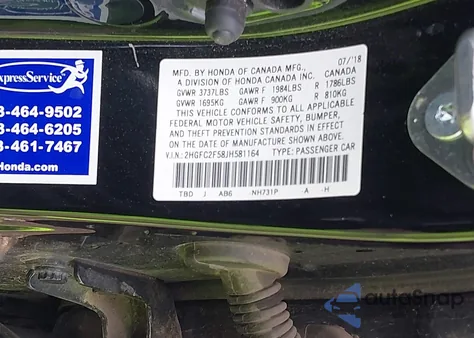 ExpressService
3-464-9502
3-464-6205
3-461-7467
Honda.com
MFD. BY HONDA OF CANADA MFG., 07/'18
A DIVISION OF HONDA CANADA INC. CANADA
GVWR 3737LBS GAWR F 1984LBS R 1786LBS
GVWR 1695KG GAWR F 900KG R 810KG
THIS VEHICLE CONFORMS TO ALL APPLICABLE
FEDERAL MOTOR VEHICLE SAFETY, BUMPER,
AND THEFT PREVENTION STANDARDS IN EFFECT
ON THE DATE OF MANUFACTURE SHOWN ABOVE.
V.I.N.: 2HGFC2F58JH581164 TYPE: PASSENGER CAR
TBD J AB6 -NH731P -A -H
autoSnap